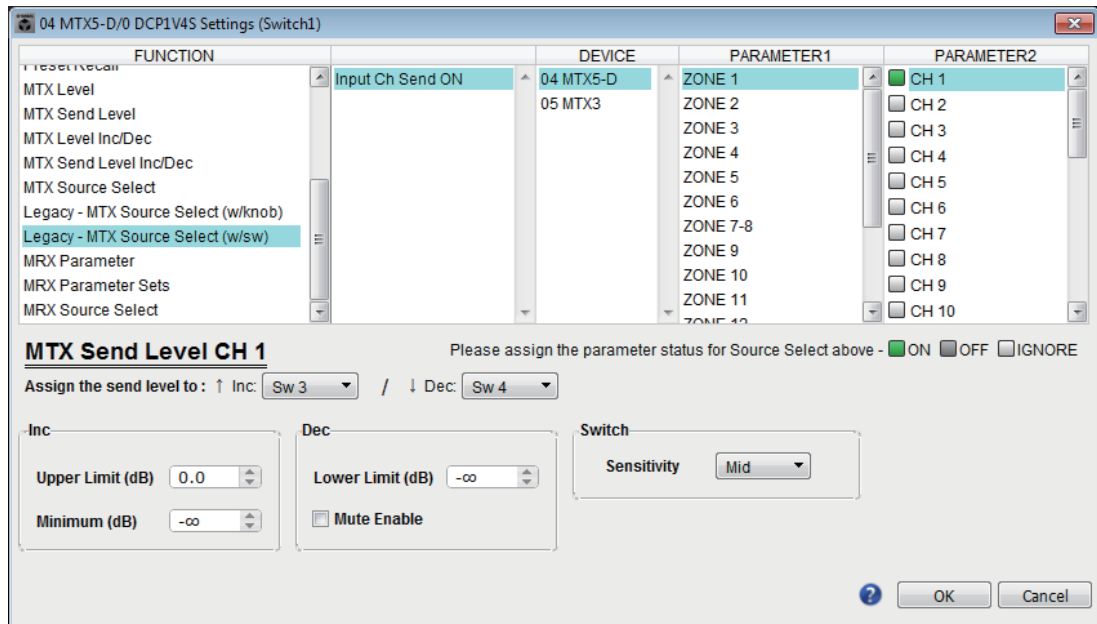 04 MTX5-D/0 DCP1V4S Settings (Switch1)
FUNCTION DEVICE PARAMETER1 PARAMETER2
Preset Recall
MTX Level
MTX Send Level
MTX Level Inc/Dec
MTX Send Level Inc/Dec
MTX Source Select
Legacy - MTX Source Select (w/knob)
Legacy - MTX Source Select (w/sw)
MRX Parameter
MRX Parameter Sets
MRX Source Select
Input Ch Send ON
04 MTX5-D
05 MTX3
ZONE 1
ZONE 2
ZONE 3
ZONE 4
ZONE 5
ZONE 6
ZONE 7-8
ZONE 9
ZONE 10
ZONE 11
ZONE 12
CH 1
CH 2
CH 3
CH 4
CH 5
CH 6
CH 7
CH 8
CH 9
CH 10
MTX Send Level CH 1
Please assign the parameter status for Source Select above - ON OFF IGNORE
Assign the send level to : ↑ Inc: Sw 3 / ↓ Dec: Sw 4
Inc
Upper Limit (dB) 0.0
Minimum (dB) -∞
Dec
Lower Limit (dB) -∞
Mute Enable
Switch
Sensitivity Mid
? OK Cancel